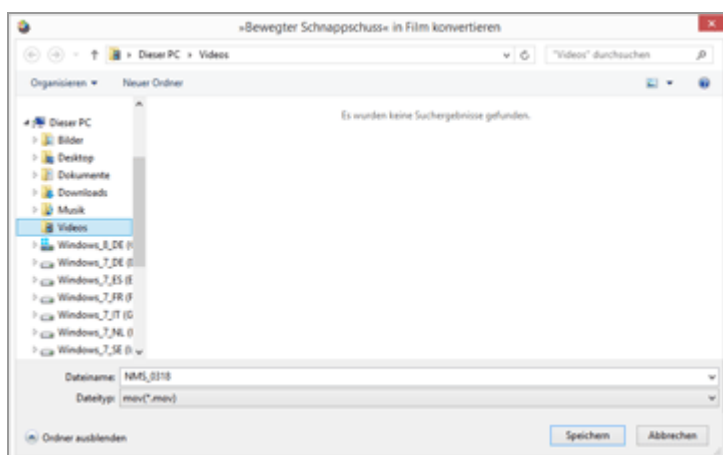 »Bewegter Schnappschuss« in Film konvertieren
Dieser PC Videos "Videos" durchsuchen
Organisieren Neuer Ordner
Es wurden keine Suchergebnisse gefunden.
Dieser PC
Bilder
Desktop
Dokumente
Downloads
Musik
Videos
Windows_8_DE
Windows_7_DE
Windows_7_ES (E
Windows_7_FR (F
Windows_7_IT (G
Windows_7_NL
Windows_7_SE
Dateiname: NMS_0318
Dateityp: mov(*.mov)
Ordner ausblenden Speichern Abbrechen